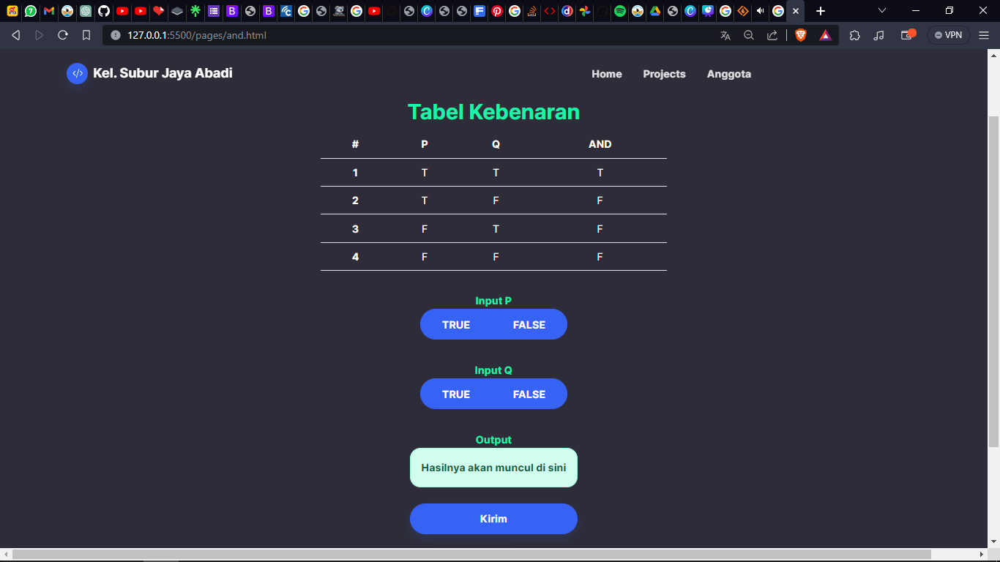 127.0.0.1:5500/pages/and.html
VPN
</> Kel. Subur Jaya Abadi
Home Projects Anggota
Tabel Kebenaran
# P Q AND
1 T T T
2 T F F
3 F T F
4 F F F
Input P
TRUE FALSE
Input Q
TRUE FALSE
Output
Hasilnya akan muncul di sini
Kirim